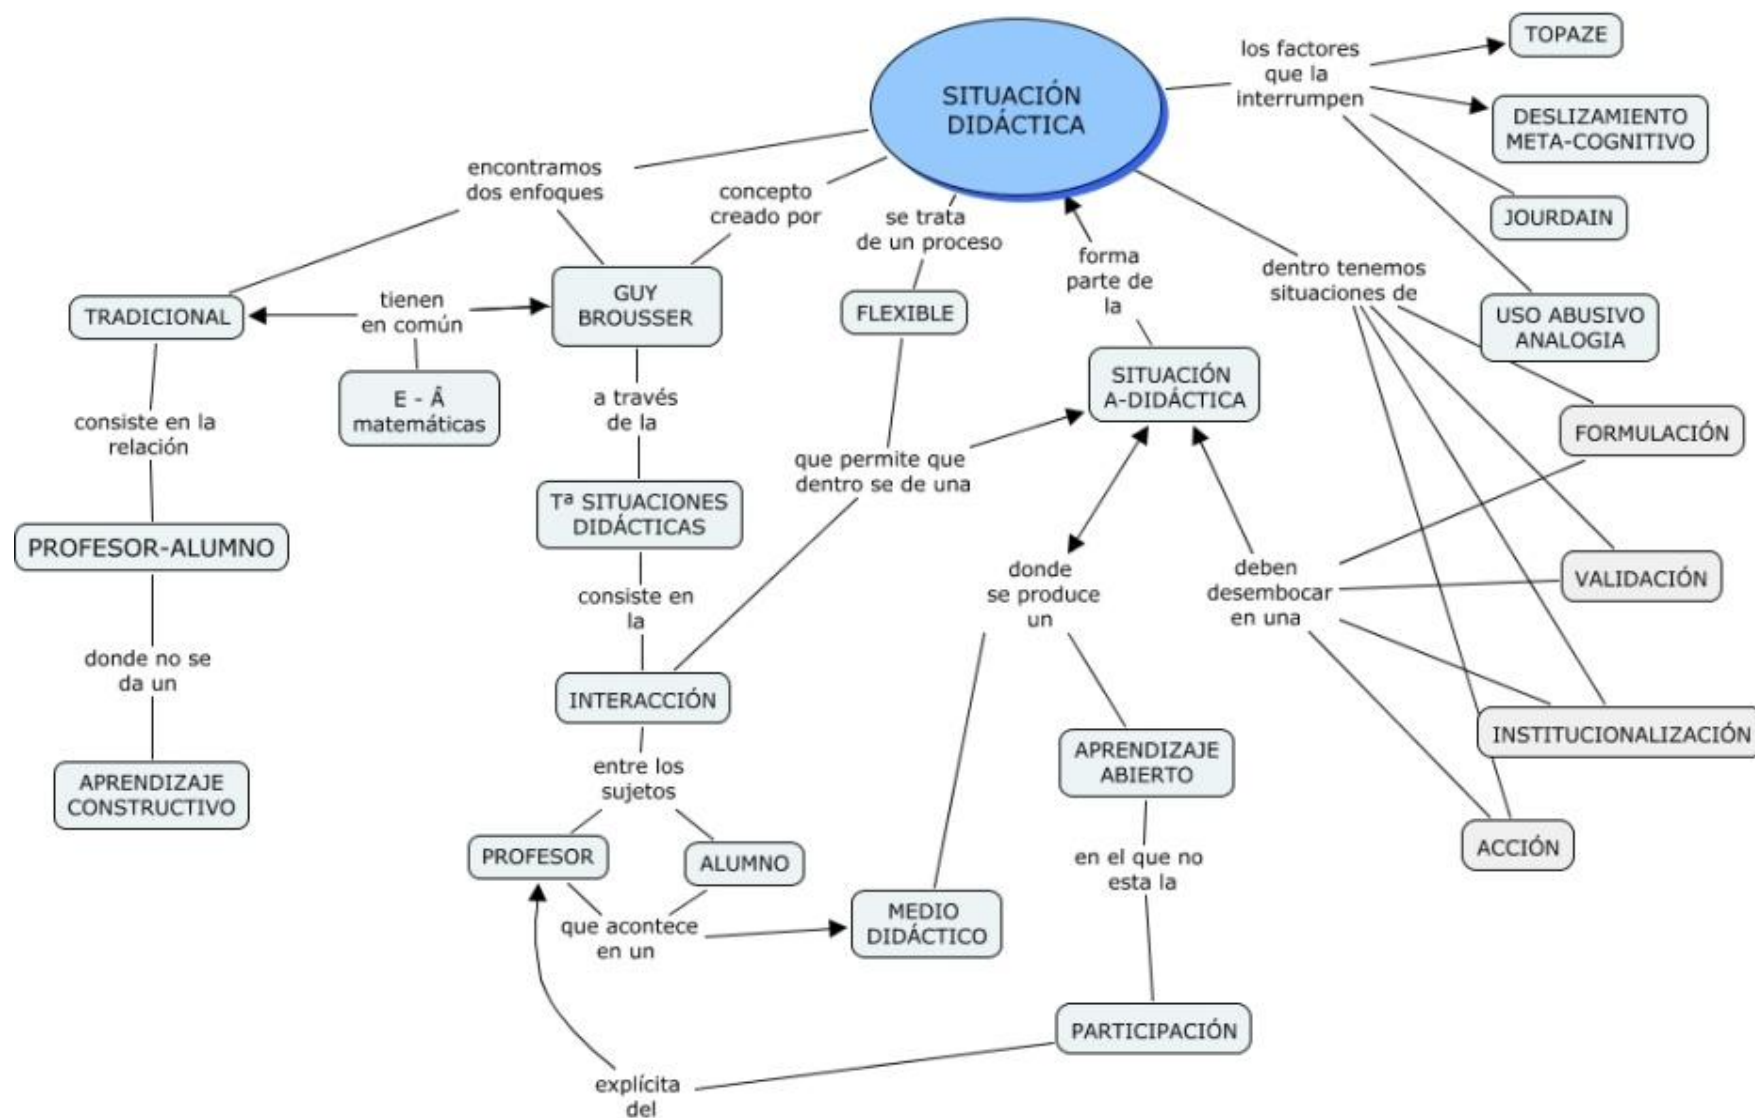 SITUACIÓN
DIDÁCTICA
los factores
que la
interrumpen
TOPAZE
DESLIZAMIENTO
META-COGNITIVO
JOURDAIN
USO ABUSIVO
ANALOGIA
encontramos
dos enfoques
concepto
creado por
se trata
de un proceso
forma
parte de
la
dentro tenemos
situaciones de
TRADICIONAL
tienen
en común
GUY
BROUSSER
FLEXIBLE
E - Â
matemáticas
SITUACIÓN
A-DIDÁCTICA
consiste en la
relación
a través
de la
que permite que
dentro se de una
FORMULACIÓN
PROFESOR-ALUMNO
Tª SITUACIONES
DIDÁCTICAS
donde
se produce
un
deben
desembocar
en una
VALIDACIÓN
consiste en
la
donde no se
da un
INTERACCIÓN
INSTITUCIONALIZACIÓN
APRENDIZAJE
CONSTRUCTIVO
entre los
sujetos
APRENDIZAJE
ABIERTO
PROFESOR
ALUMNO
ACCIÓN
en el que no
esta la
que acontece
en un
MEDIO
DIDÁCTICO
PARTICIPACIÓN
explícita
del